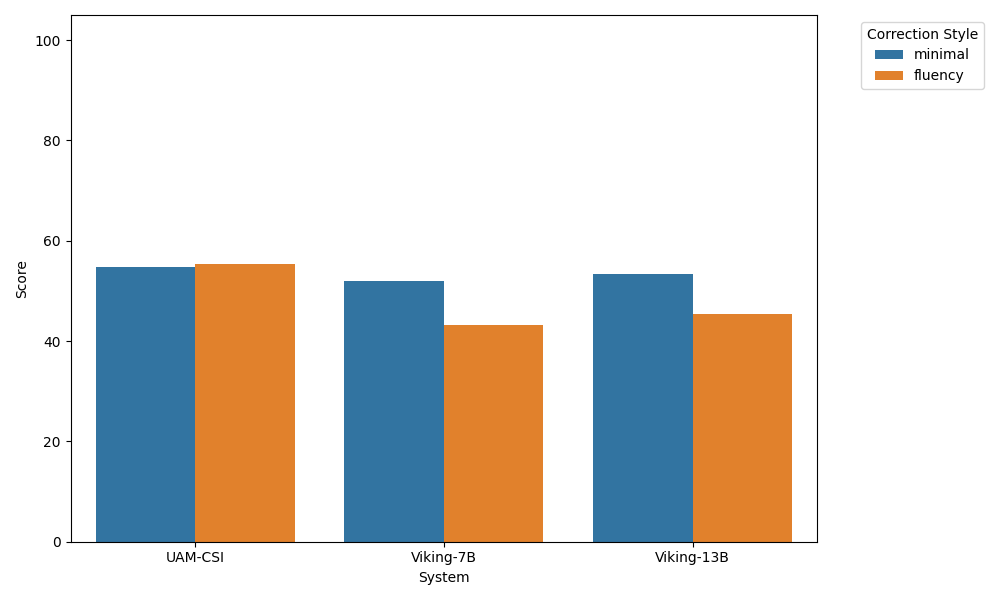 Correction Style
minimal
fluency
100
80
60
40
20
0
Score
UAM-CSI
Viking-7B
Viking-13B
System